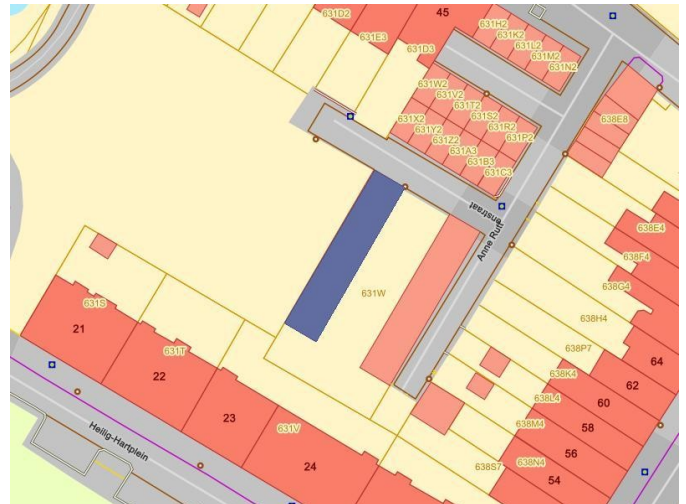 631D2
631E3
45
631D3
631H2
631K2
631L2
631M2
631N2
631W2
631V2
631T2
631S2
631R2
631P2
631X2
631Y2
631Z2
631A3
631B3
631C3
638E8
Anne Rutt
enstraat
638E4
638F4
638G4
638H4
638P7
64
631W
631S
21
631T
22
23
631V
24
638K4
62
638L4
60
638M4
58
56
638N4
54
638S7
Heilig-Hartplein